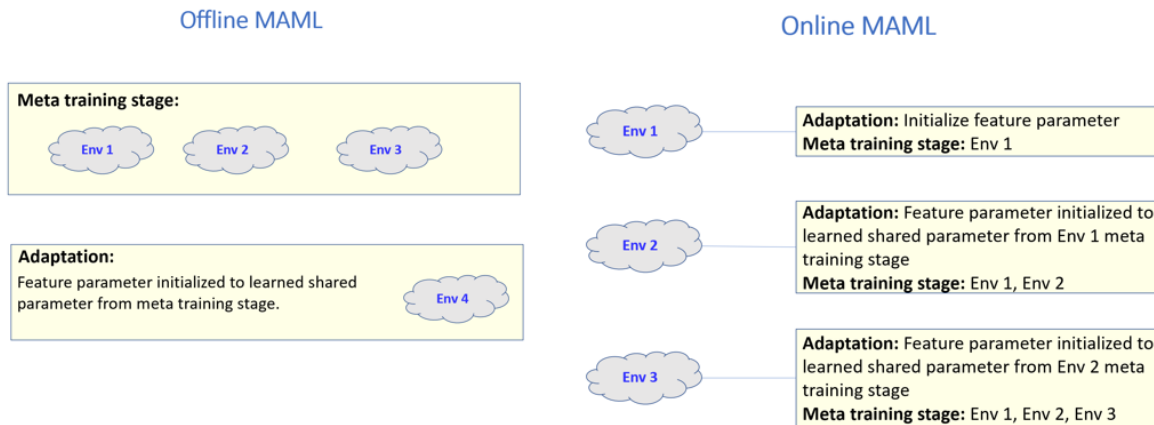 Offline MAML
Meta training stage:
Env 1
Env 2
Env 3
Adaptation:
Feature parameter initialized to learned shared
parameter from meta training stage.
Env 4
Online MAML
Env 1
Adaptation: Initialize feature parameter
Meta training stage: Env 1
Env 2
Adaptation: Feature parameter initialized to
learned shared parameter from Env 1 meta
training stage
Meta training stage: Env 1, Env 2
Env 3
Adaptation: Feature parameter initialized to
learned shared parameter from Env 2 meta
training stage
Meta training stage: Env 1, Env 2, Env 3